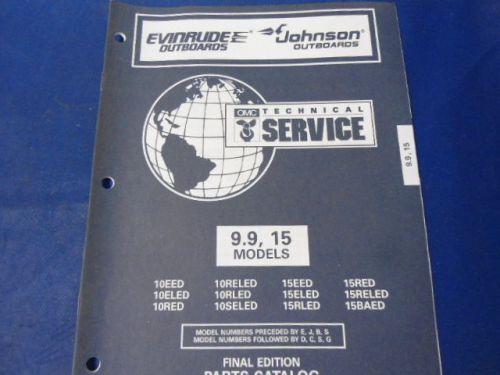 EVINRUDE Johnson
OUTBOARDS OUTBOARDS
OMC TECHNICAL
SERVICE
9.9, 15
9.9, 15
MODELS
10EED 10RELED 15EED 15RED
10ELED 10RLED 15ELED 15RELED
10RED 10SELED 15RLED 15BAED
MODEL NUMBERS PRECEDED BY E, J, B, S
MODEL NUMBERS FOLLOWED BY D, C, S, G
FINAL EDITION
PARTS CATALOG